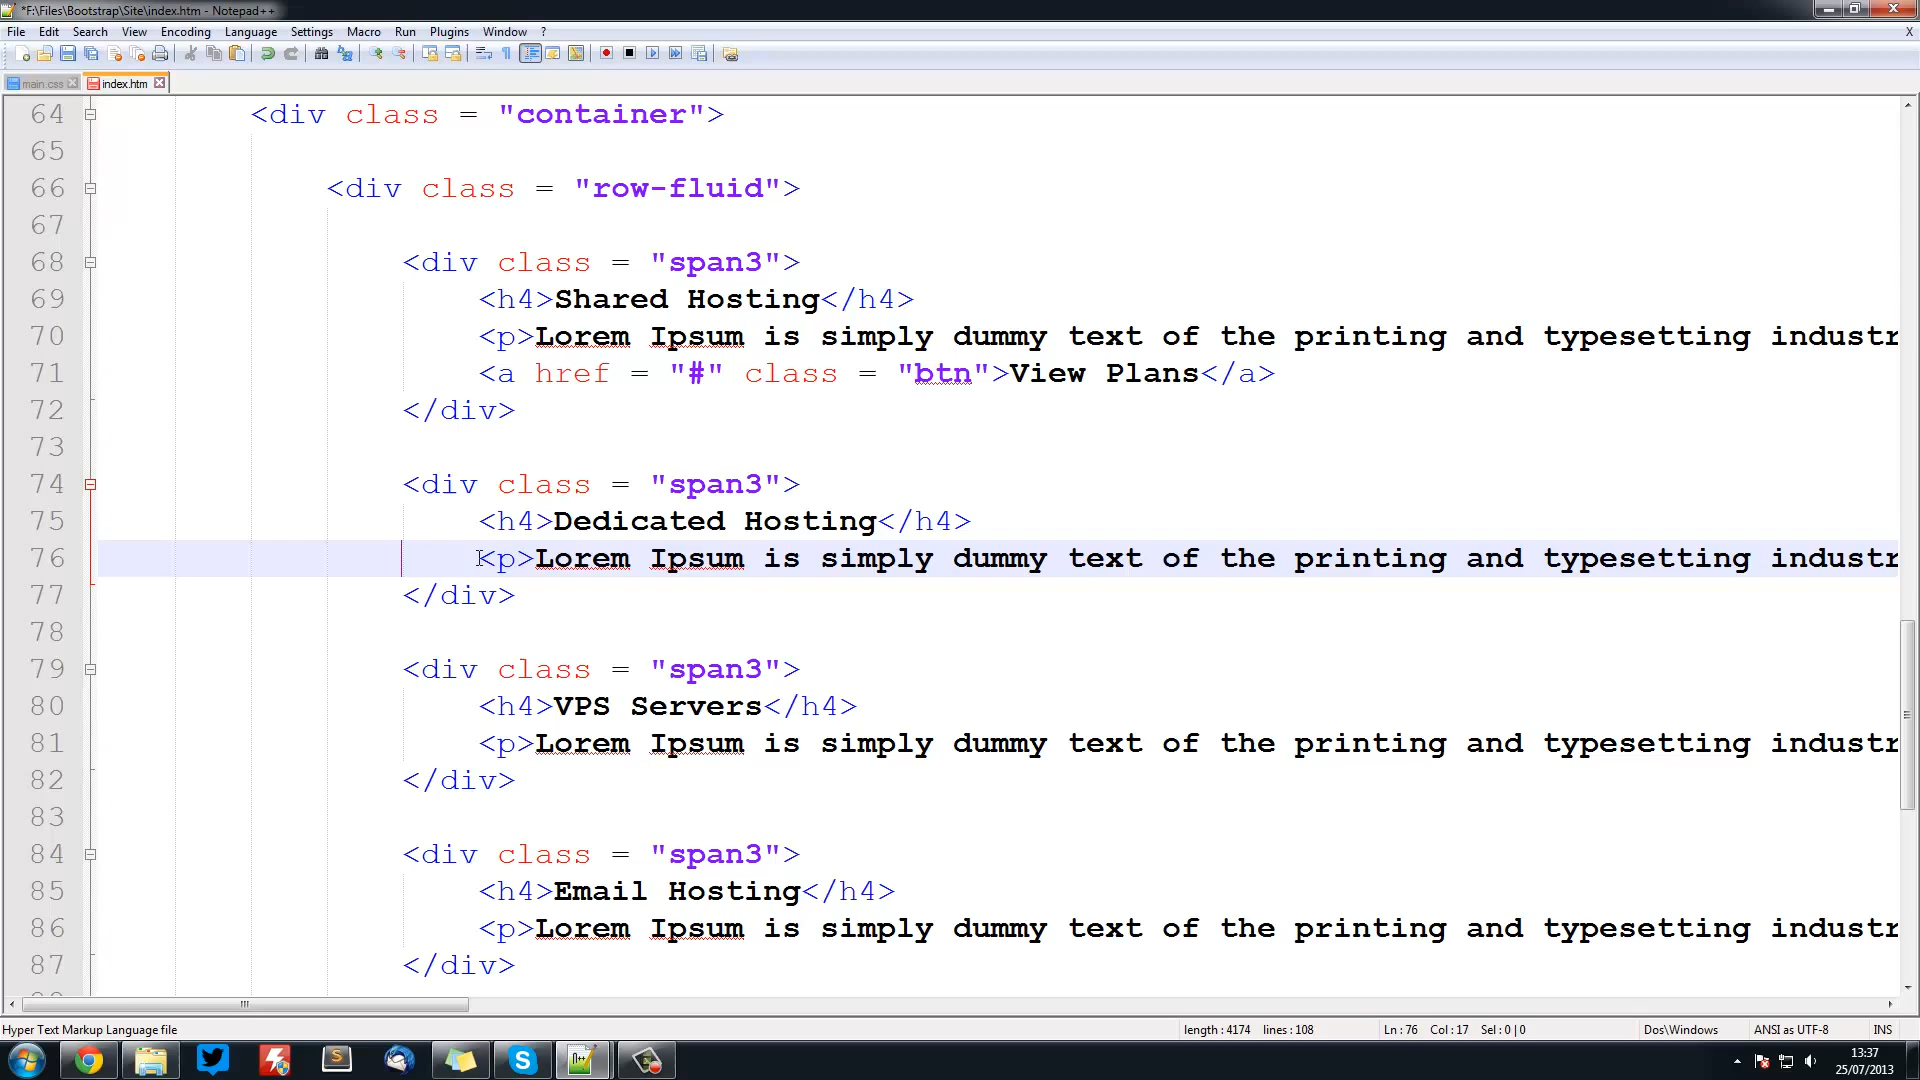 *F:\Files\Bootstrap\Site\index.htm - Notepad++
File Edit Search View Encoding Language Settings Macro Run Plugins Window ? X
main.css index.htm
64 <div class = "container">
65
66 <div class = "row-fluid">
67
68 <div class = "span3">
69 <h4>Shared Hosting</h4>
70 <p>Lorem Ipsum is simply dummy text of the printing and typesetting industr
71 <a href = "#" class = "btn">View Plans</a>
72 </div>
73
74 <div class = "span3">
75 <h4>Dedicated Hosting</h4>
76 <p>Lorem Ipsum is simply dummy text of the printing and typesetting industr
77 </div>
78
79 <div class = "span3">
80 <h4>VPS Servers</h4>
81 <p>Lorem Ipsum is simply dummy text of the printing and typesetting industr
82 </div>
83
84 <div class = "span3">
85 <h4>Email Hosting</h4>
86 <p>Lorem Ipsum is simply dummy text of the printing and typesetting industr
87 </div>
Hyper Text Markup Language file length : 4174 lines : 108 Ln : 76 Col : 17 Sel : 0 | 0 Dos\Windows ANSI as UTF-8 INS
13:37
25/07/2013